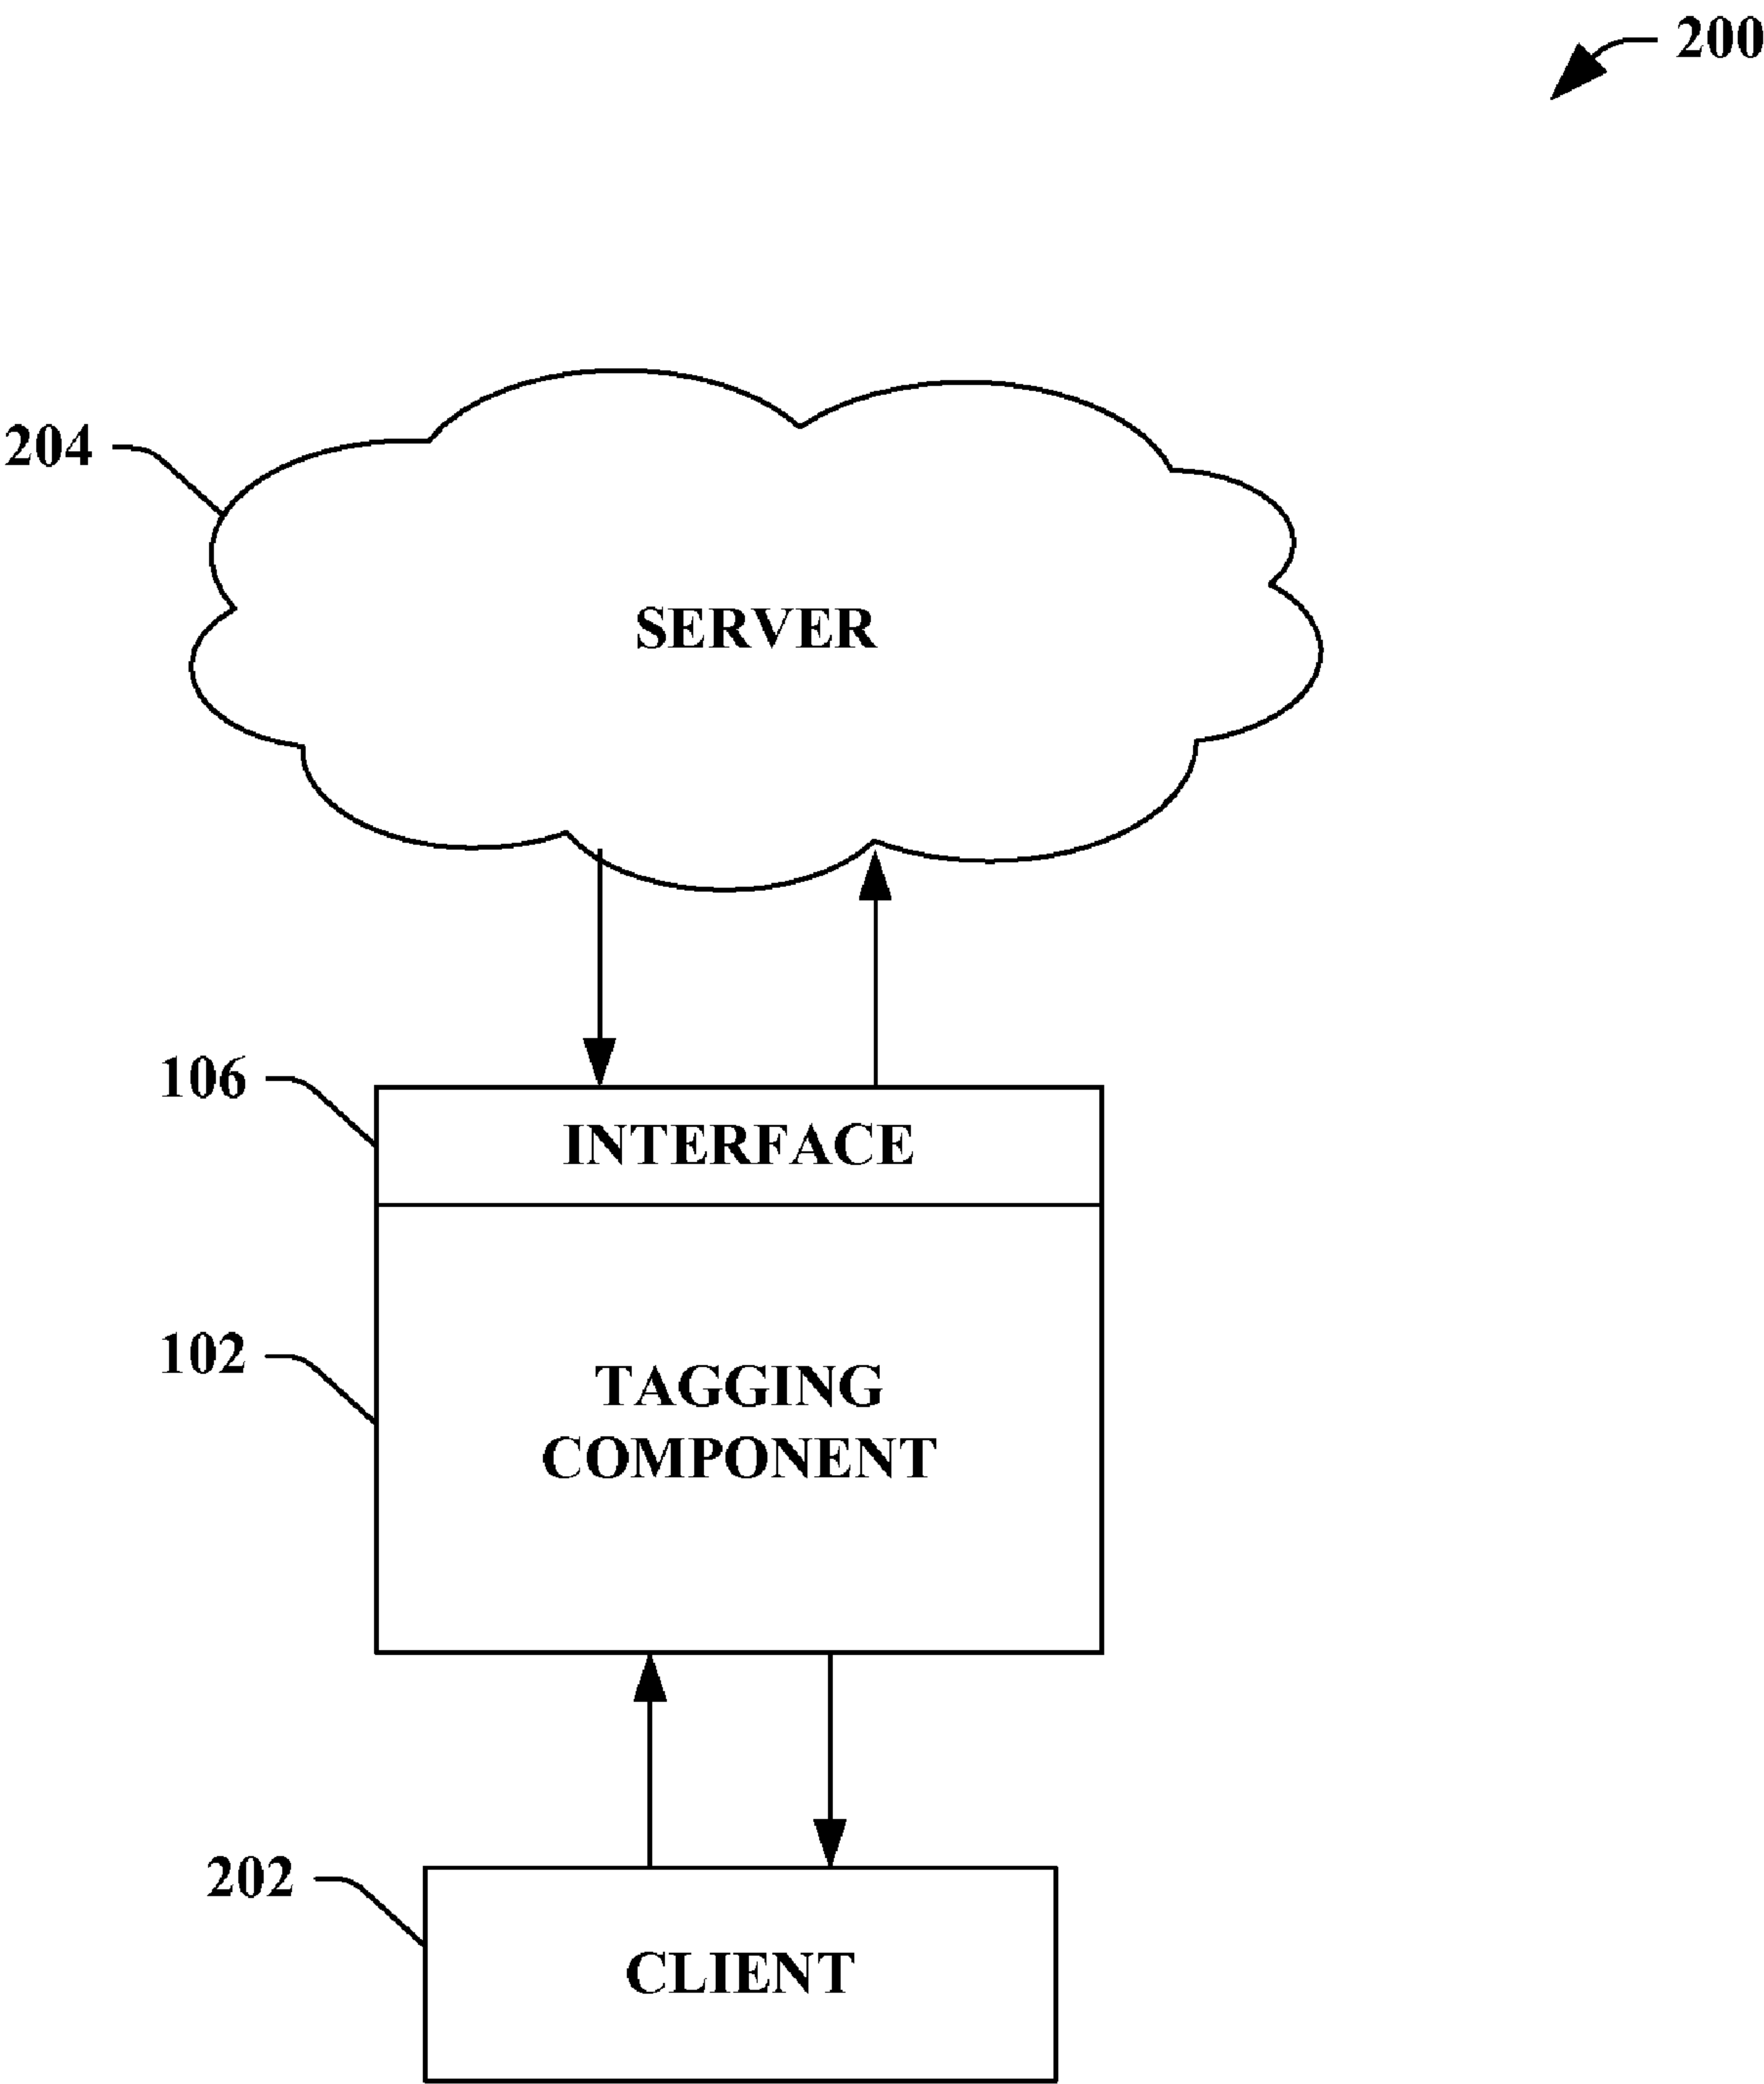 200
204
SERVER
106
INTERFACE
102
TAGGING
COMPONENT
202
CLIENT